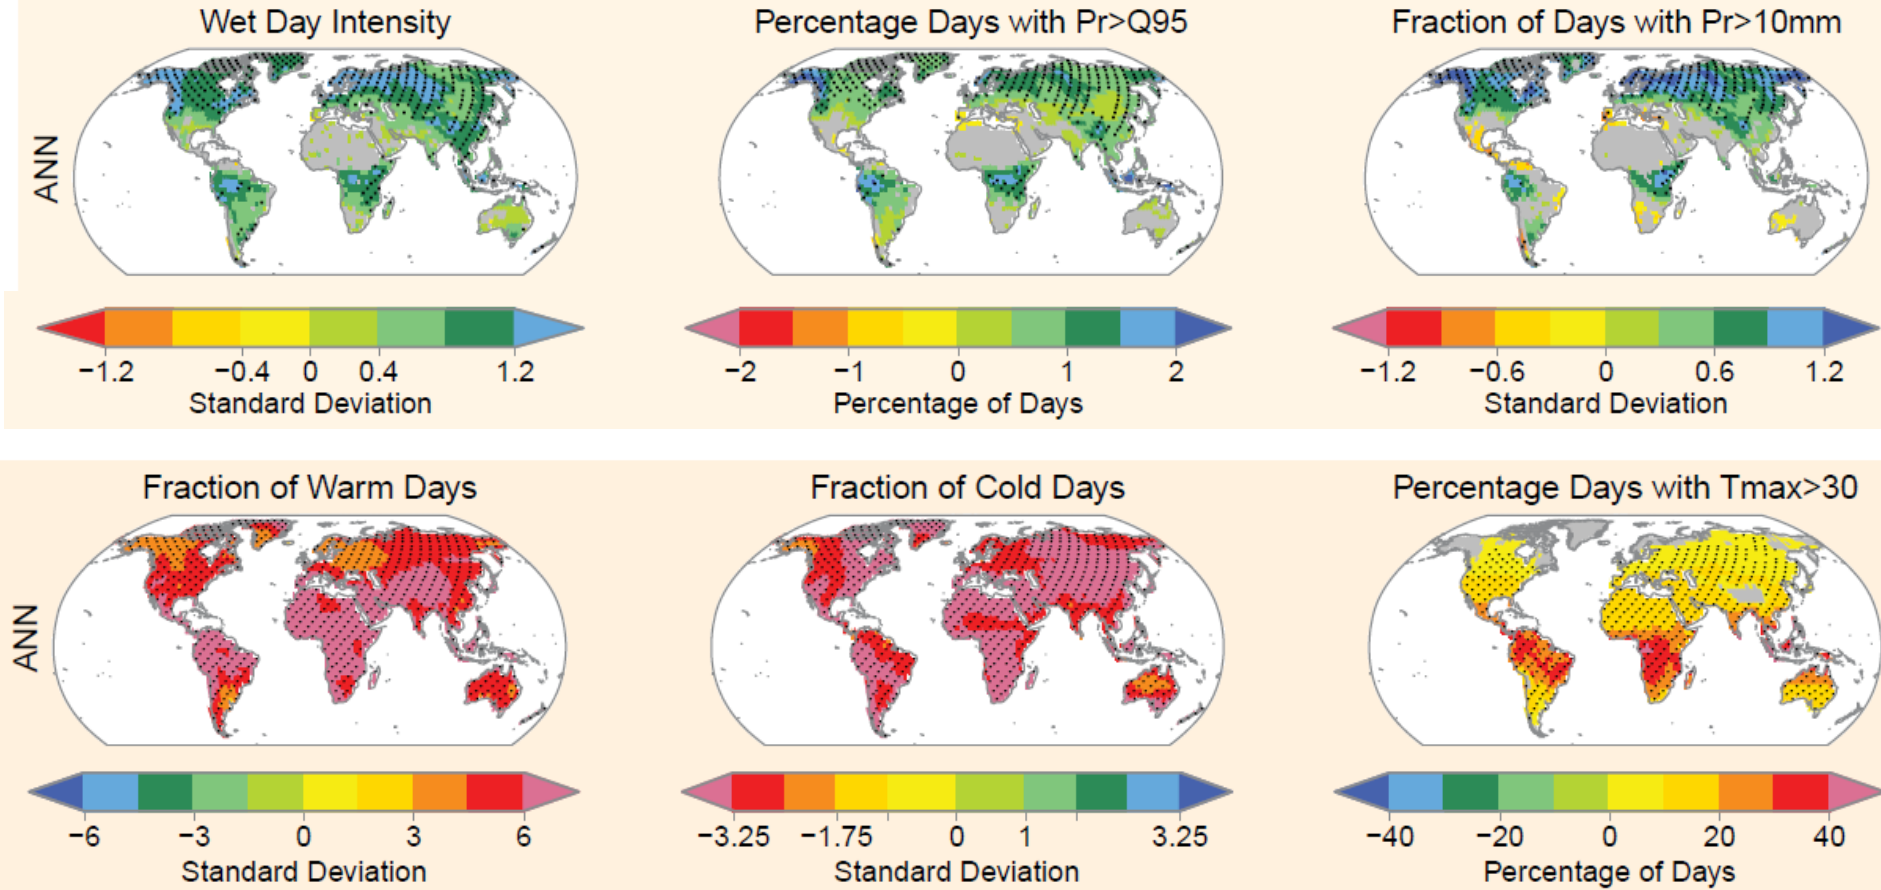 Wet Day Intensity
Percentage Days with Pr>Q95
Fraction of Days with Pr>10mm
ANN
−1.2 −0.4 0 0.4 1.2
Standard Deviation
−2 −1 0 1 2
Percentage of Days
−1.2 −0.6 0 0.6 1.2
Standard Deviation
Fraction of Warm Days
Fraction of Cold Days
Percentage Days with Tmax>30
ANN
−6 −3 0 3 6
Standard Deviation
−3.25 −1.75 0 1 3.25
Standard Deviation
−40 −20 0 20 40
Percentage of Days